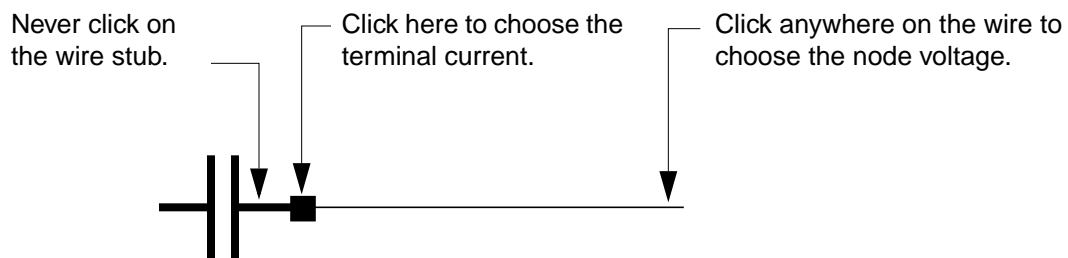 Never click on
the wire stub.
Click here to choose the
terminal current.
Click anywhere on the wire to
choose the node voltage.